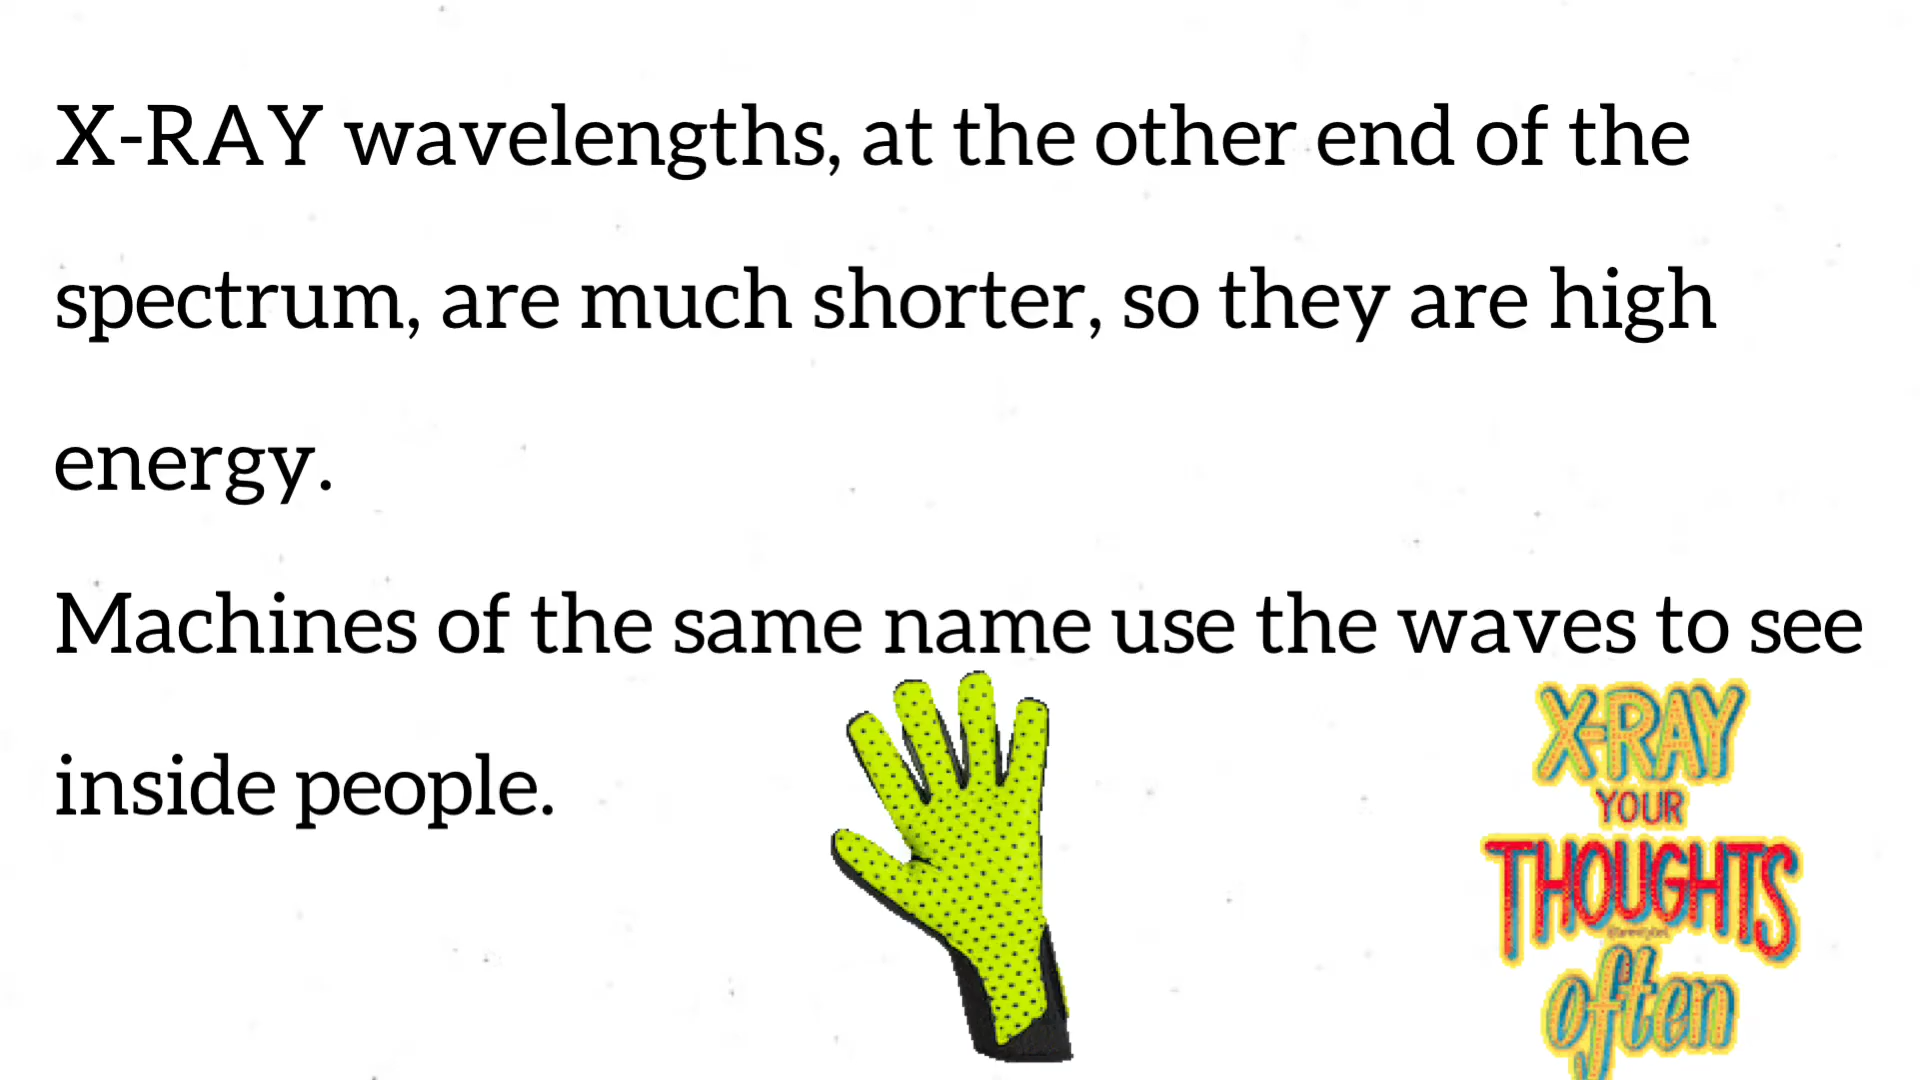 X-RAY wavelengths, at the other end of the
spectrum, are much shorter, so they are high
energy.
Machines of the same name use the waves to see
inside people.
X-RAY
YOUR
THOUGHTS
often